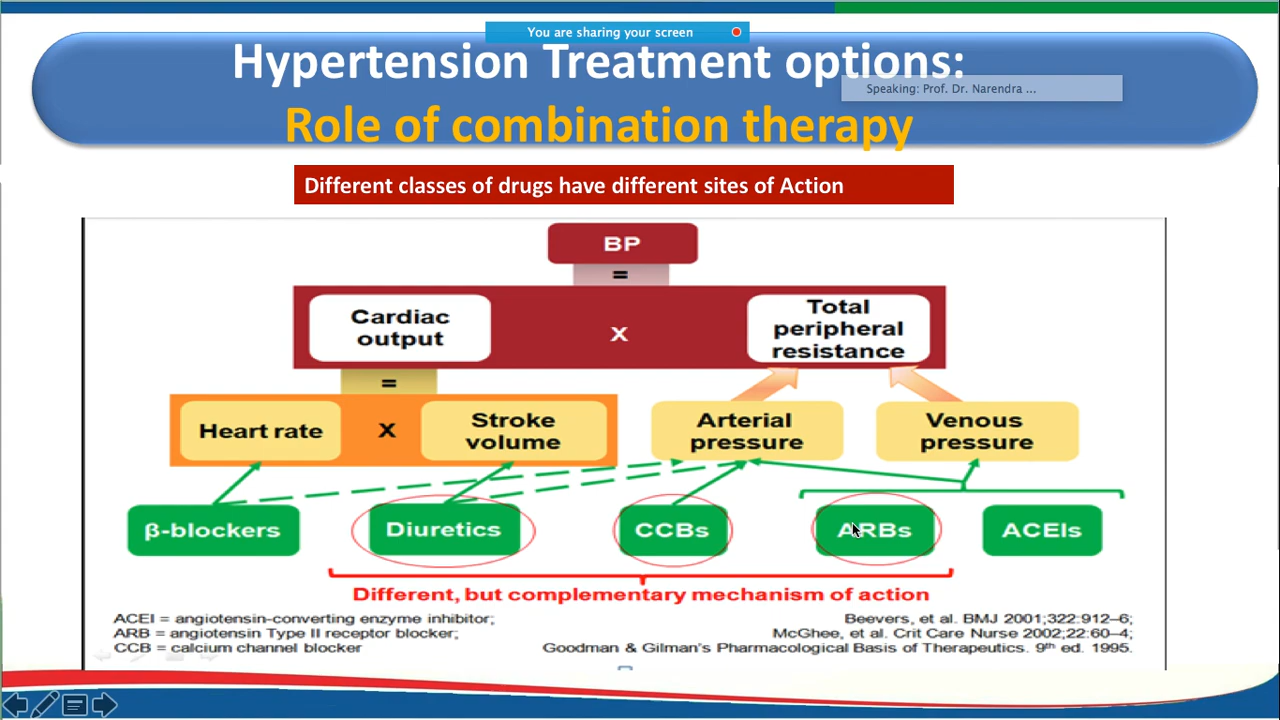 You are sharing your screen
Hypertension Treatment options:
Speaking: Prof. Dr. Narendra ...
Role of combination therapy
Different classes of drugs have different sites of Action
BP
=
Cardiac
output
X
Total
peripheral
resistance
=
Heart rate
X
Stroke
volume
Arterial
pressure
Venous
pressure
β-blockers
Diuretics
CCBs
ARBs
ACEIs
Different, but complementary mechanism of action
ACEI = angiotensin-converting enzyme inhibitor;
ARB = angiotensin Type II receptor blocker;
CCB = calcium channel blocker
Beevers, et al. BMJ 2001;322:912–6;
McGhee, et al. Crit Care Nurse 2002;22:60–4;
Goodman & Gilman's Pharmacological Basis of Therapeutics. 9th ed. 1995.